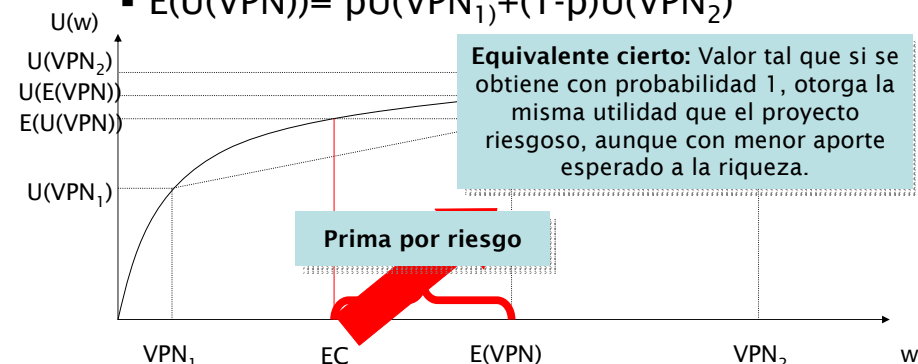 ▪ E(U(VPN))= pU(VPN1)+(1-p)U(VPN2)
U(w)
U(VPN2)
U(E(VPN))
E(U(VPN))
U(VPN1)
Equivalente cierto: Valor tal que si se
obtiene con probabilidad 1, otorga la
misma utilidad que el proyecto
riesgoso, aunque con menor aporte
esperado a la riqueza.
Prima por riesgo
VPN1 EC E(VPN) VPN2 w